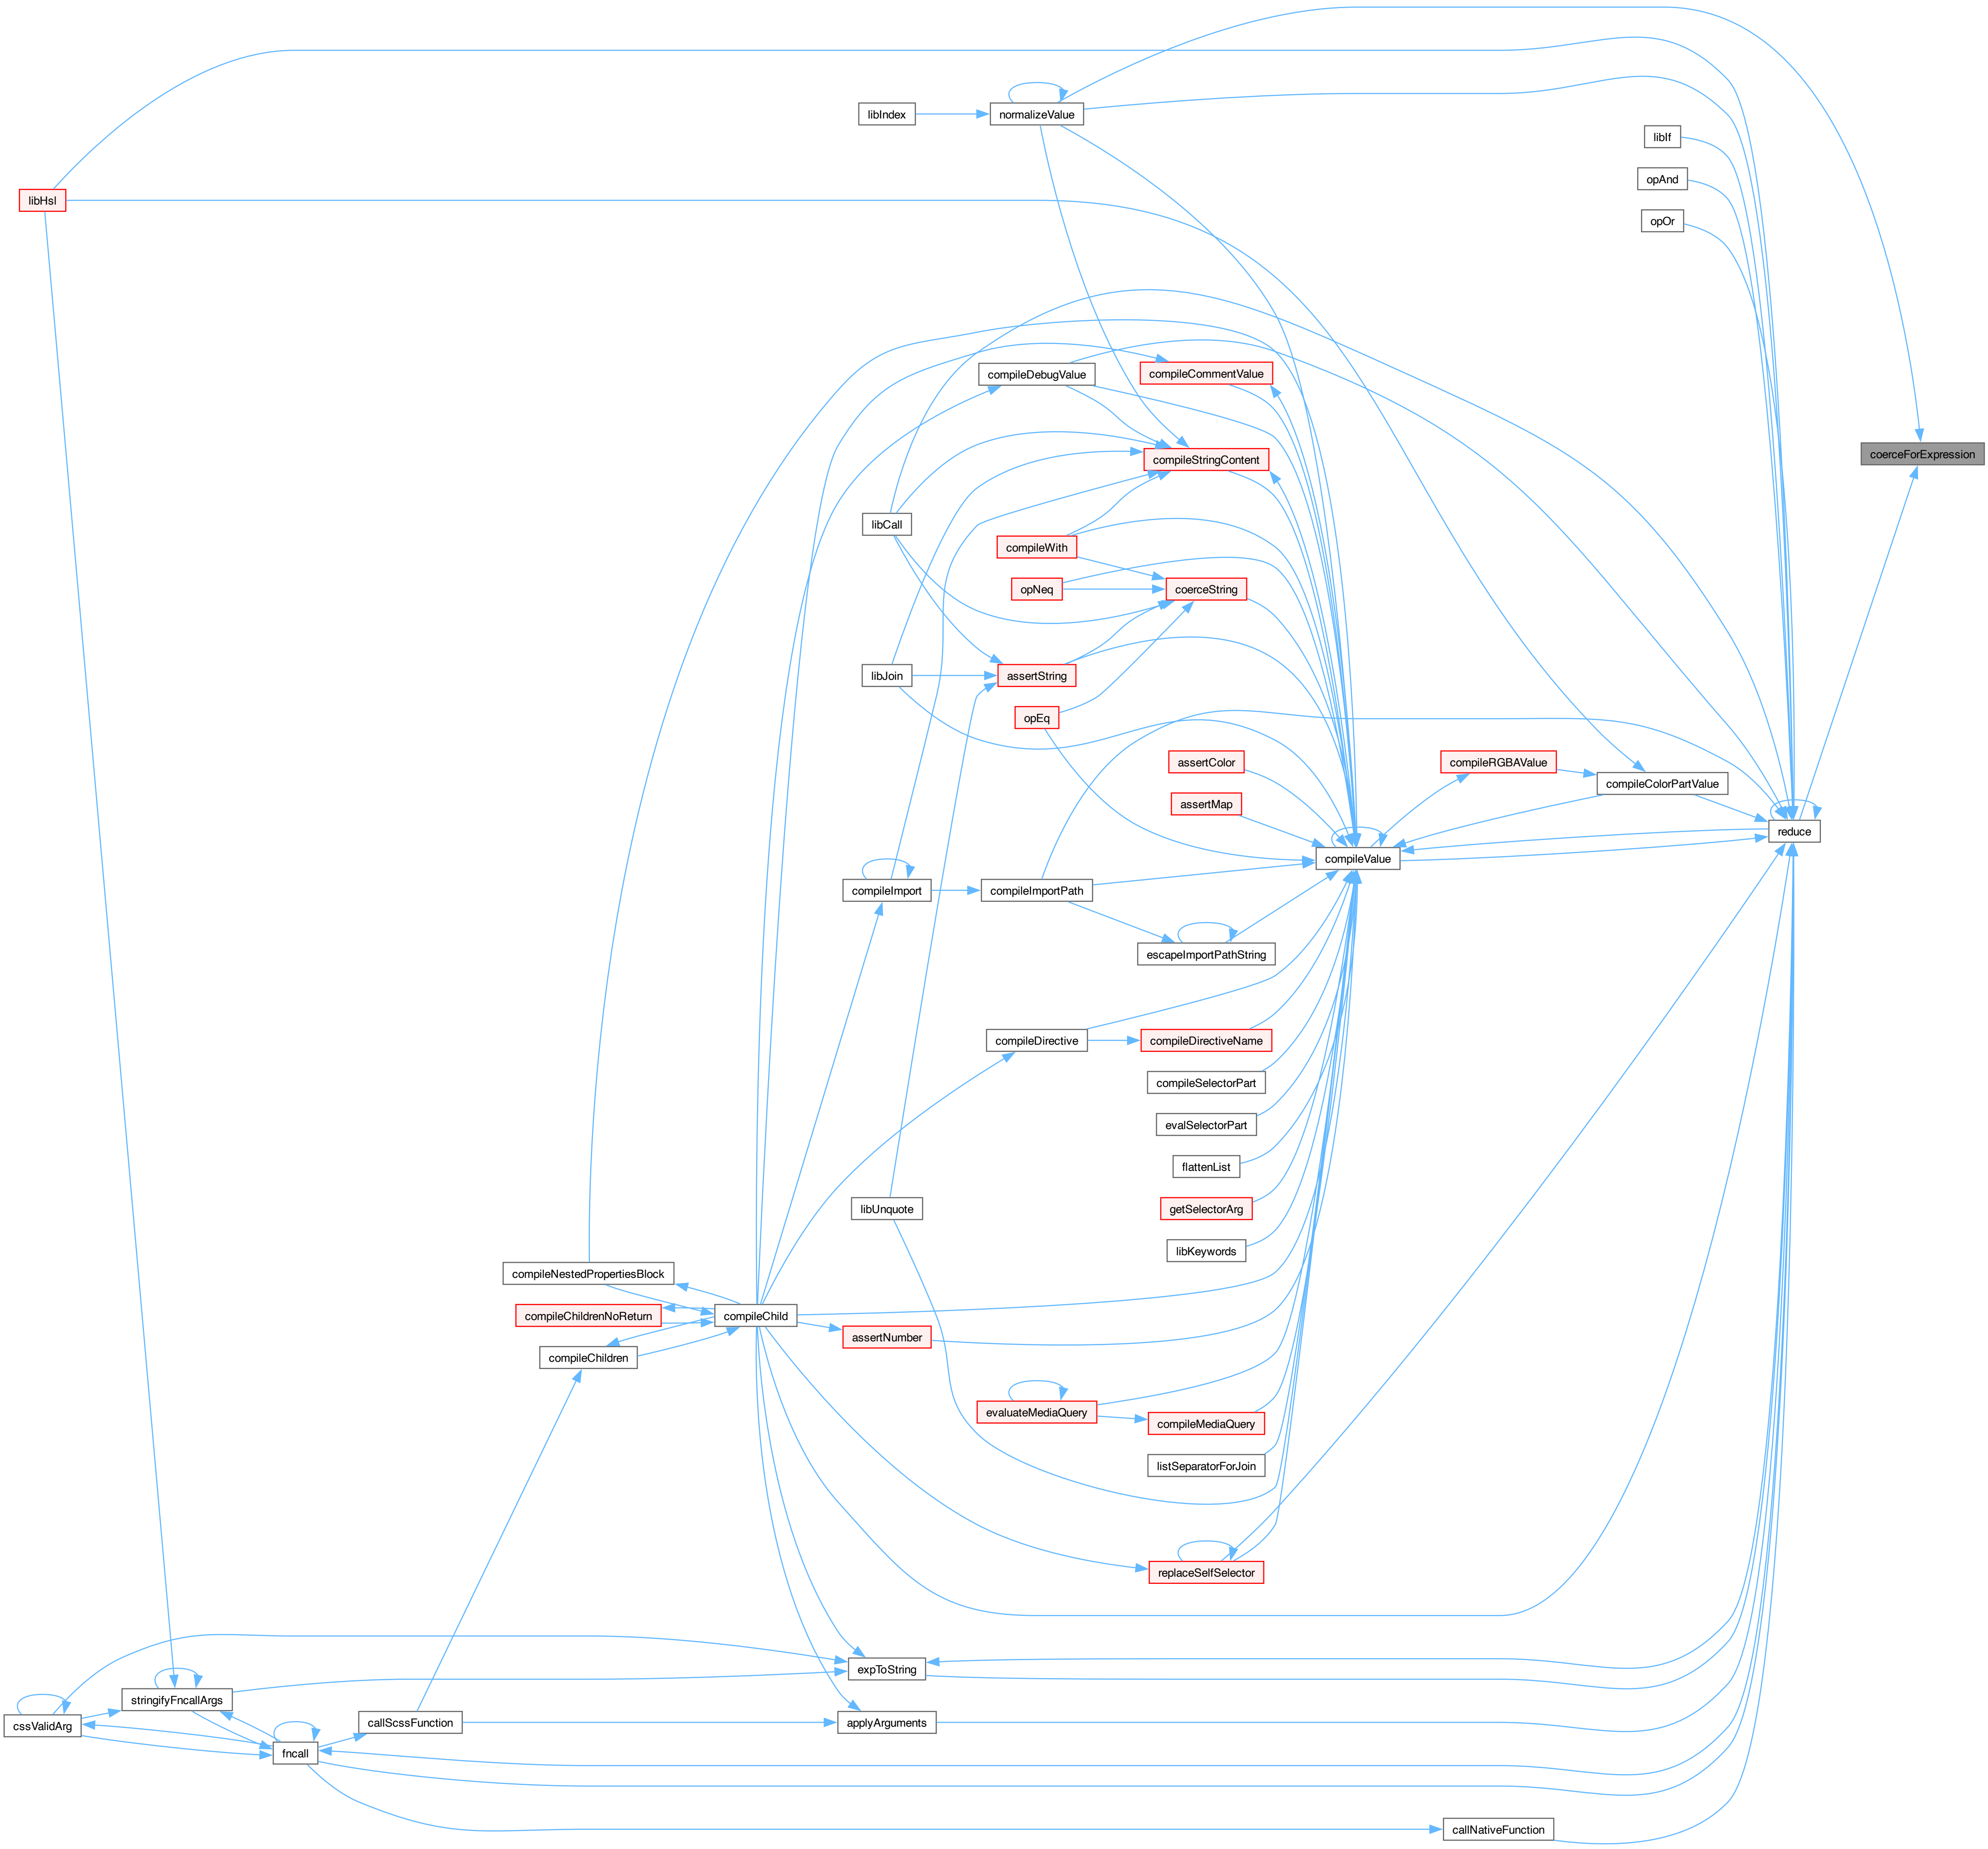 libIndex
normalizeValue
libIf
opAnd
libHsl
opOr
compileDebugValue
compileCommentValue
coerceForExpression
compileStringContent
libCall
compileWith
opNeq
coerceString
libJoin
assertString
opEq
assertColor
compileRGBAValue
compileColorPartValue
assertMap
reduce
compileValue
compileImport
compileImportPath
escapeImportPathString
compileDirective
compileDirectiveName
compileSelectorPart
evalSelectorPart
flattenList
libUnquote
getSelectorArg
libKeywords
compileNestedPropertiesBlock
compileChildrenNoReturn
compileChild
assertNumber
compileChildren
evaluateMediaQuery
compileMediaQuery
listSeparatorForJoin
replaceSelfSelector
expToString
stringifyFncallArgs
cssValidArg
callScssFunction
applyArguments
fncall
callNativeFunction